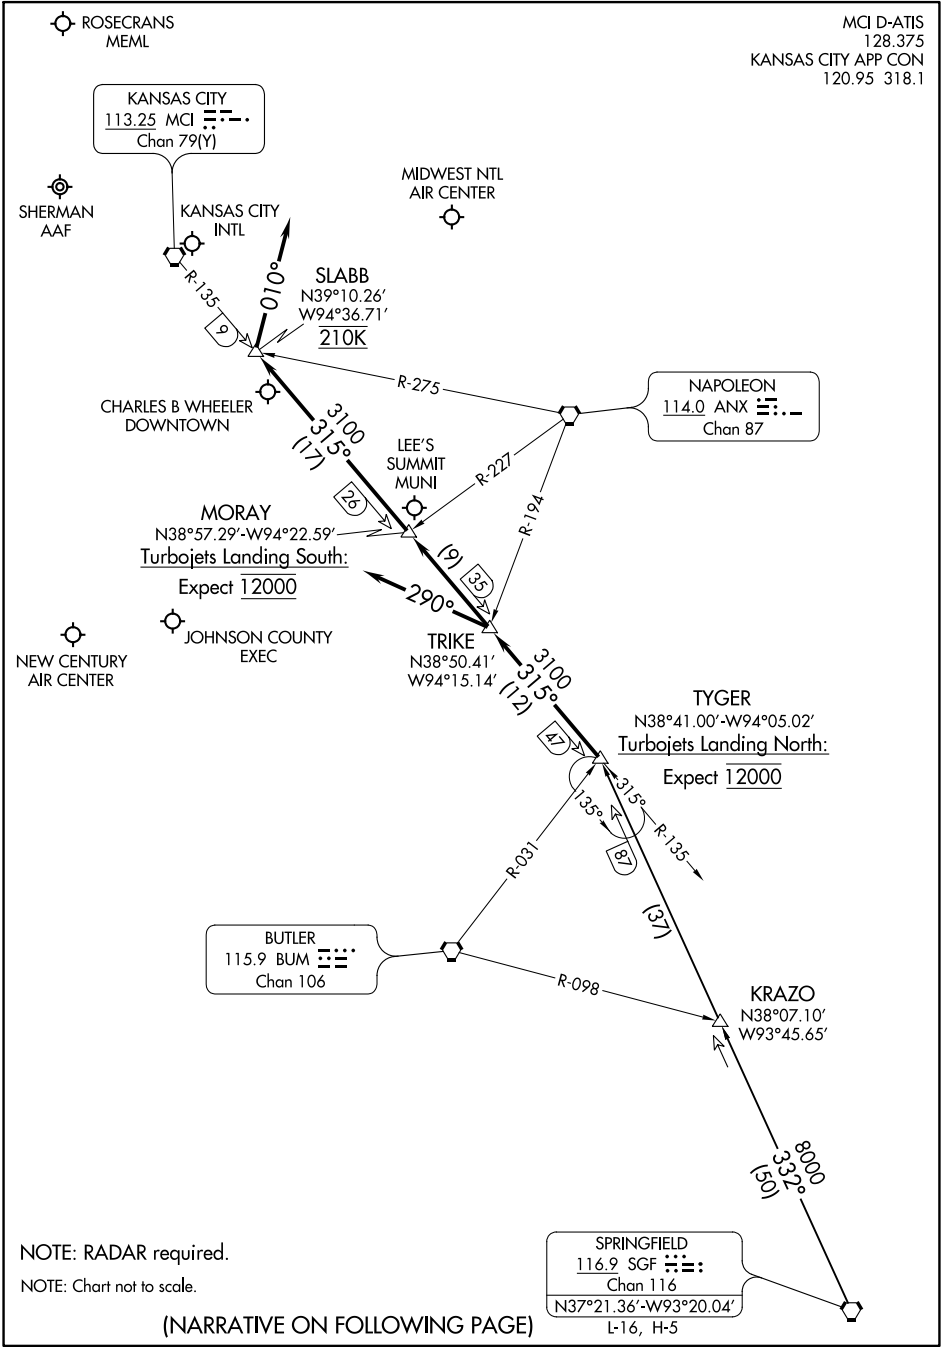 ROSECRANS
MEML
MCI D-ATIS
128.375
KANSAS CITY APP CON
120.95 318.1
KANSAS CITY
113.25 MCI
Chan 79(Y)
SHERMAN
AAF
KANSAS CITY
INTL
MIDWEST NTL
AIR CENTER
R-135
9
010°
SLABB
N39°10.26′
W94°36.71′
210K
CHARLES B WHEELER
DOWNTOWN
R-275
NAPOLEON
114.0 ANX
Chan 87
3100
315°
(17)
LEE'S
SUMMIT
MUNI
R-227
R-194
26
MORAY
N38°57.29′-W94°22.59′
Turbojets Landing South:
Expect 12000
(9)
35
290°
JOHNSON COUNTY
EXEC
NEW CENTURY
AIR CENTER
TRIKE
N38°50.41′
W94°15.14′
3100
315°
(12)
TYGER
N38°41.00′-W94°05.02′
Turbojets Landing North:
Expect 12000
47
135°
315°
R-135
87
R-031
(37)
BUTLER
115.9 BUM
Chan 106
R-098
KRAZO
N38°07.10′
W93°45.65′
8000
332°
(50)
NOTE: RADAR required.
NOTE: Chart not to scale.
SPRINGFIELD
116.9 SGF
Chan 116
N37°21.36′-W93°20.04′
L-16, H-5
(NARRATIVE ON FOLLOWING PAGE)